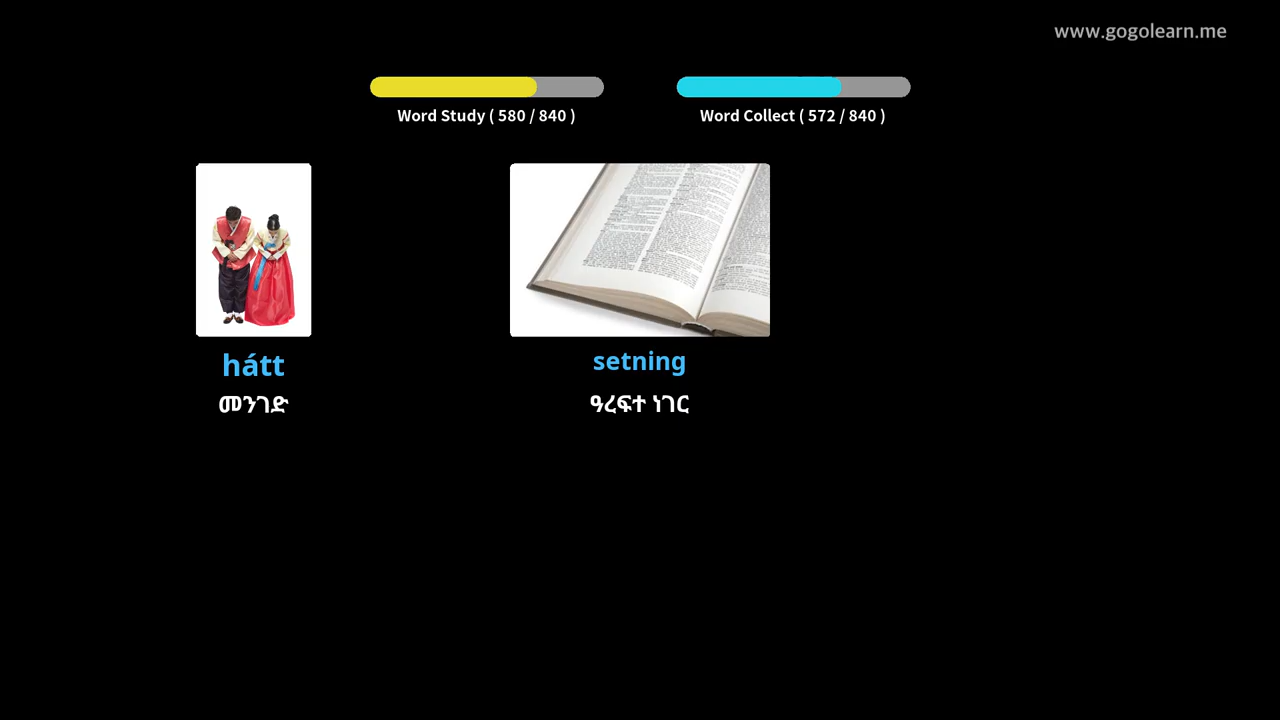 www.gogolearn.me
Word Study ( 580 / 840 )
Word Collect ( 572 / 840 )
hátt
መንገድ
setning
ዓረፍተ ነገር